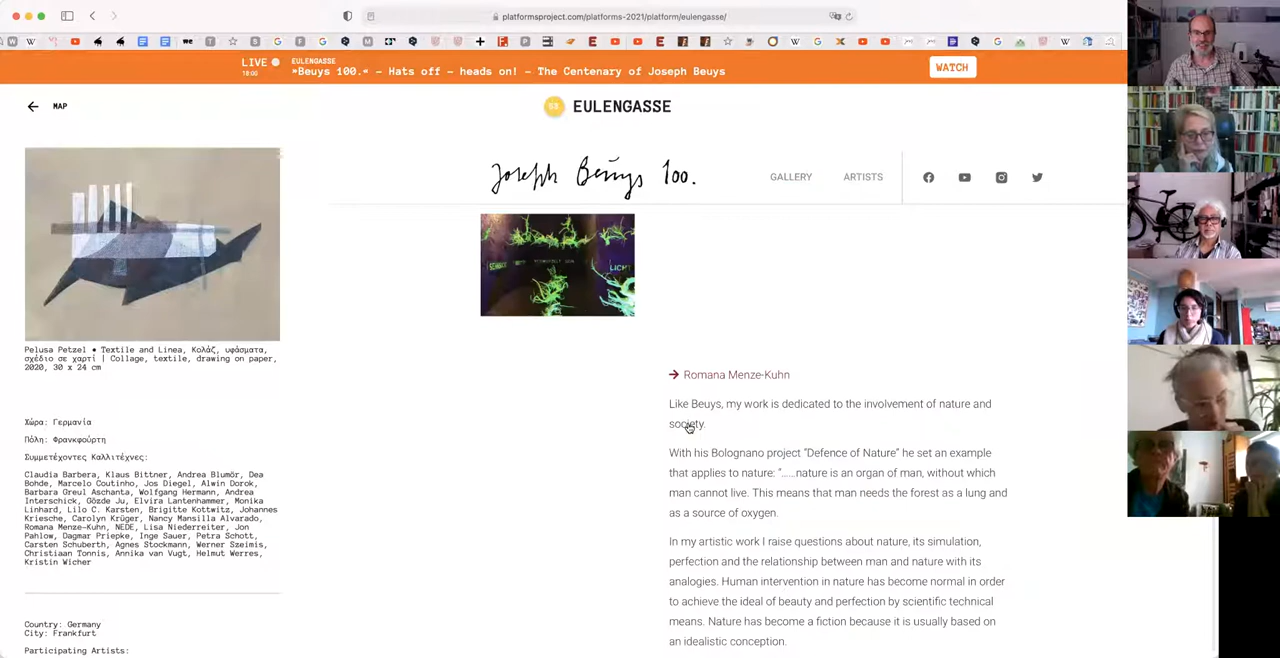 platformsproject.com/platforms-2021/platform/eulengasse/
LIVE
18:00
EULENGASSE
»Beuys 100.« – Hats off – heads on! – The Centenary of Joseph Beuys
WATCH
MAP
EULENGASSE
Joseph Beuys 100.
GALLERY
ARTISTS
Pelusa Petzel • Textile and Linea, Κολάζ, υφάσματα,
σχέδιο σε χαρτί | Collage, textile, drawing on paper,
2020, 30 x 24 cm
Χώρα: Γερμανία
Πόλη: Φρανκφούρτη
Συμμετέχοντες Καλλιτέχνες:
Claudia Barbera, Klaus Bittner, Andrea Blumör, Dea
Bohde, Marcelo Coutinho, Jos Diegel, Alwin Dorok,
Barbara Greul Aschanta, Wolfgang Hermann, Andrea
Interschick, Gözde Ju, Elvira Lantenhammer, Monika
Linhard, Lilo C. Karsten, Brigitte Kottwitz, Johannes
Kriesche, Carolyn Krüger, Nancy Mansilla Alvarado,
Romana Menze-Kuhn, NEDE, Lisa Niederreiter, Jon
Pahlow, Dagmar Priepke, Inge Sauer, Petra Schott,
Carsten Schuberth, Agnes Stockmann, Werner Szeimis,
Christiaan Tonnis, Annika van Vugt, Helmut Werres,
Kristin Wicher
Country: Germany
City: Frankfurt
Participating Artists:
LICHT
Romana Menze-Kuhn
Like Beuys, my work is dedicated to the involvement of nature and
society.
With his Bolognano project "Defence of Nature" he set an example
that applies to nature: "......nature is an organ of man, without which
man cannot live. This means that man needs the forest as a lung and
as a source of oxygen.
In my artistic work I raise questions about nature, its simulation,
perfection and the relationship between man and nature with its
analogies. Human intervention in nature has become normal in order
to achieve the ideal of beauty and perfection by scientific technical
means. Nature has become a fiction because it is usually based on
an idealistic conception.